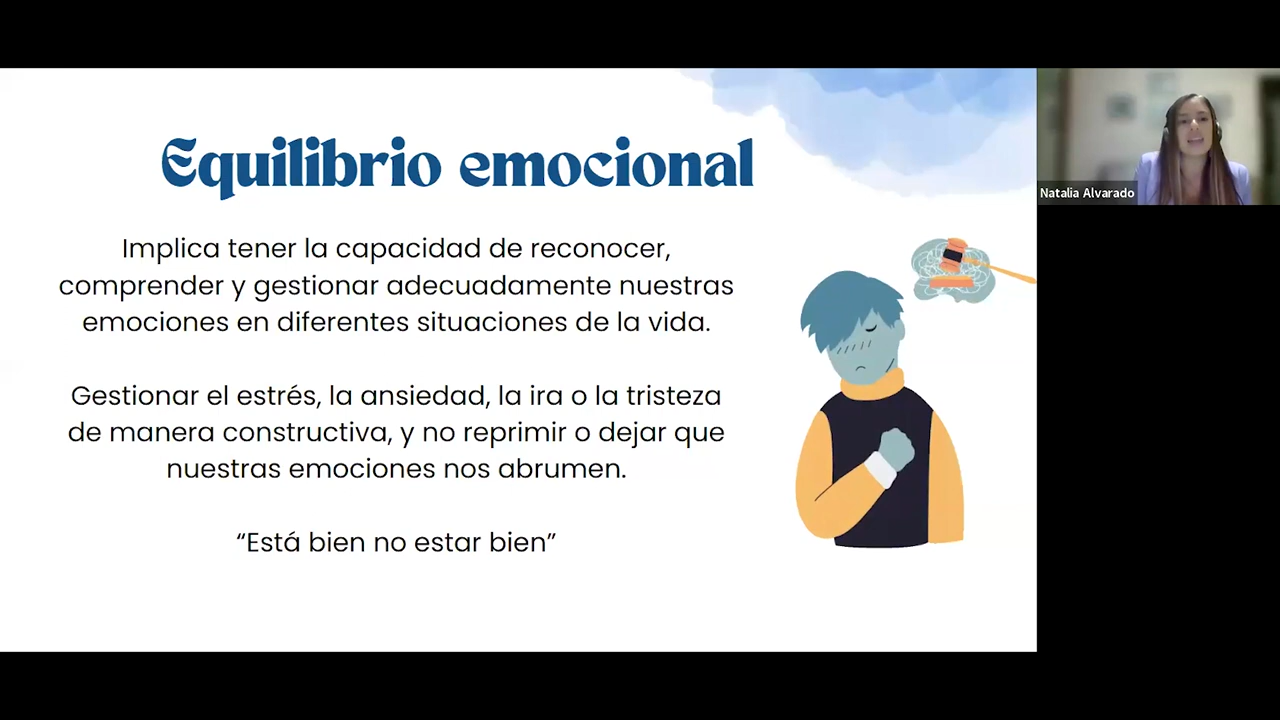 Equilibrio emocional
Implica tener la capacidad de reconocer,
comprender y gestionar adecuadamente nuestras
emociones en diferentes situaciones de la vida.
Gestionar el estrés, la ansiedad, la ira o la tristeza
de manera constructiva, y no reprimir o dejar que
nuestras emociones nos abrumen.
“Está bien no estar bien”
Natalia Alvarado